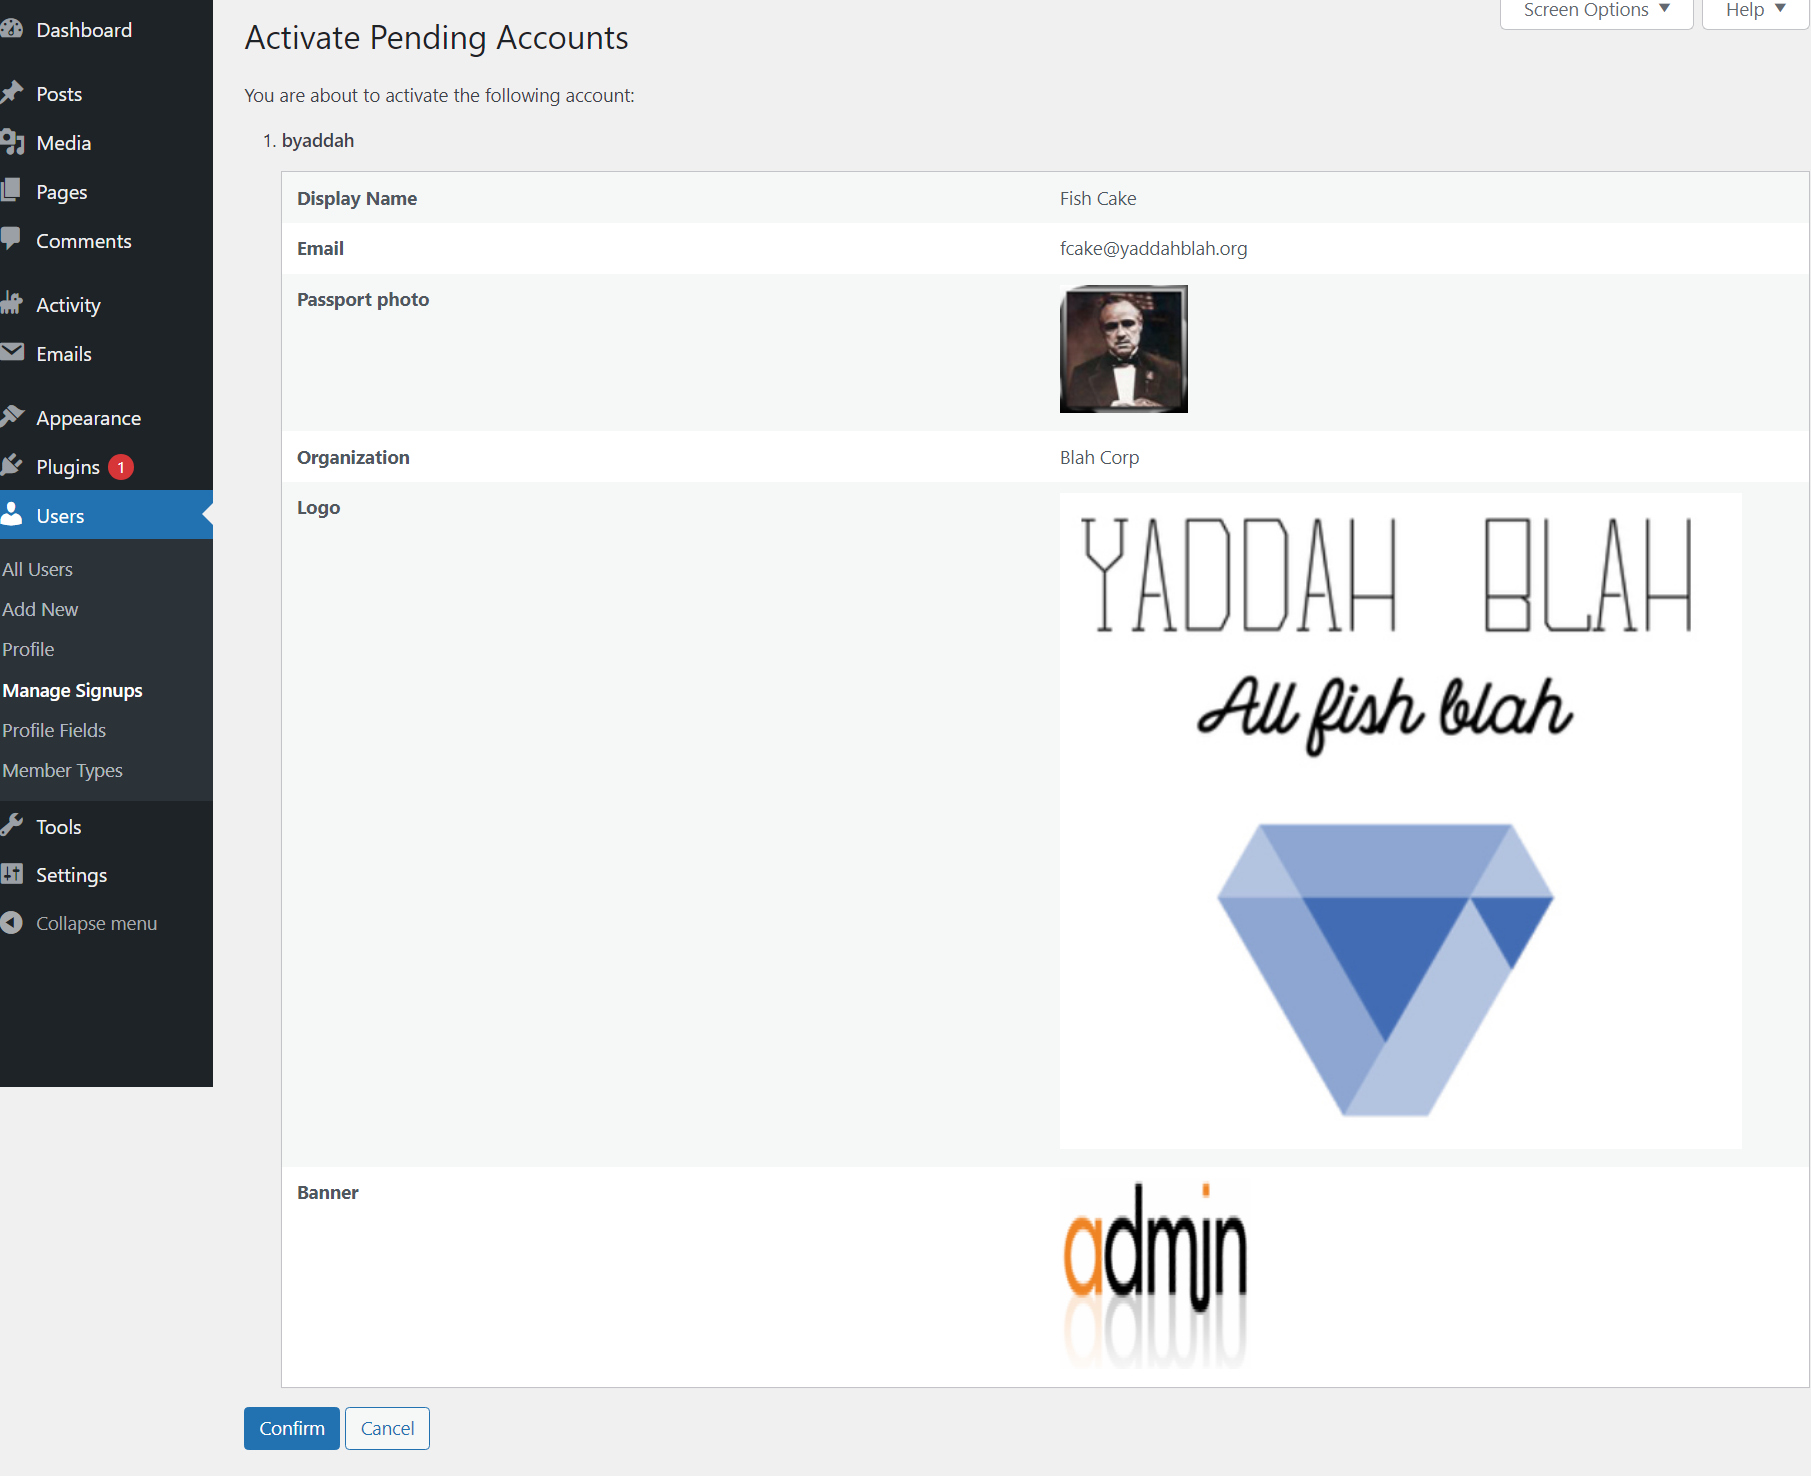 Dashboard
Posts
Media
Pages
Comments
Activity
Emails
Appearance
Plugins 1
Users
All Users
Add New
Profile
Manage Signups
Profile Fields
Member Types
Tools
Settings
Collapse menu
Screen Options ▼
Help ▼
Activate Pending Accounts
You are about to activate the following account:
1. byaddah
Display Name Fish Cake
Email fcake@yaddahblah.org
Passport photo
Organization Blah Corp
Logo
YADDAH BLAH
All fish blah
Banner
admin
Confirm Cancel